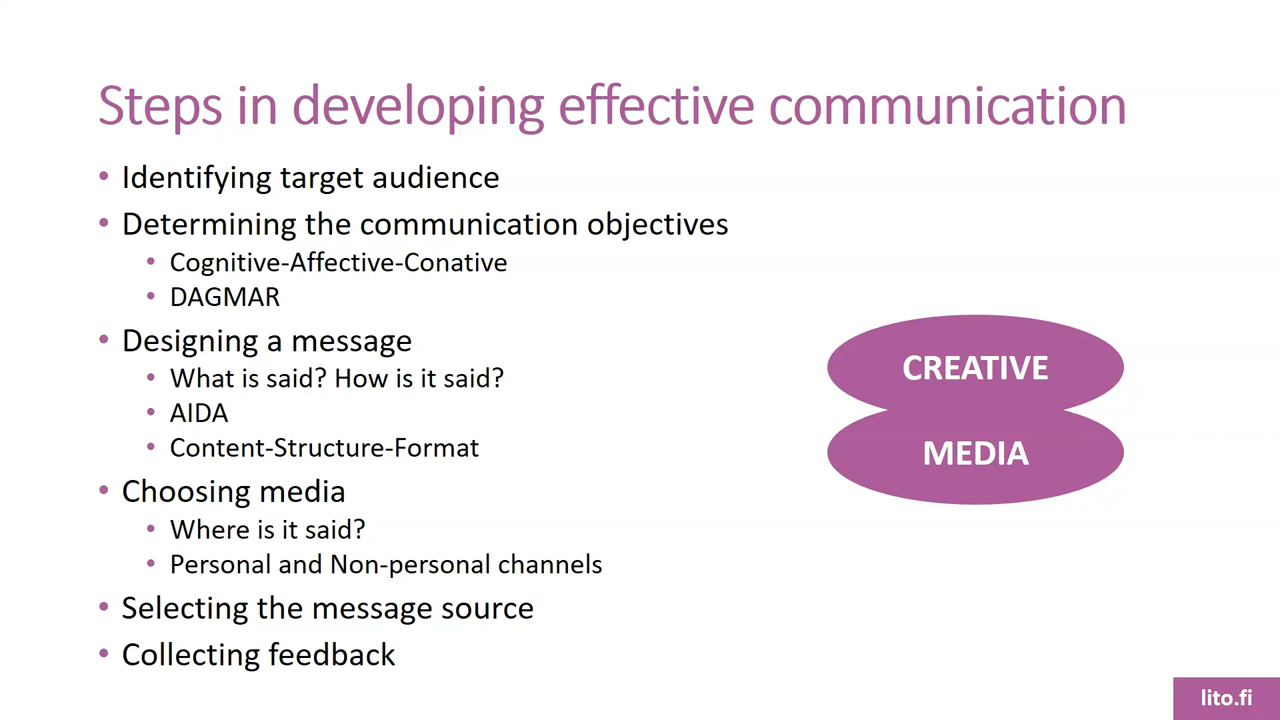 Steps in developing effective communication
• Identifying target audience
• Determining the communication objectives
• Cognitive-Affective-Conative
• DAGMAR
• Designing a message
• What is said? How is it said?
• AIDA
• Content-Structure-Format
• Choosing media
• Where is it said?
• Personal and Non-personal channels
• Selecting the message source
• Collecting feedback
CREATIVE
MEDIA
lito.fi